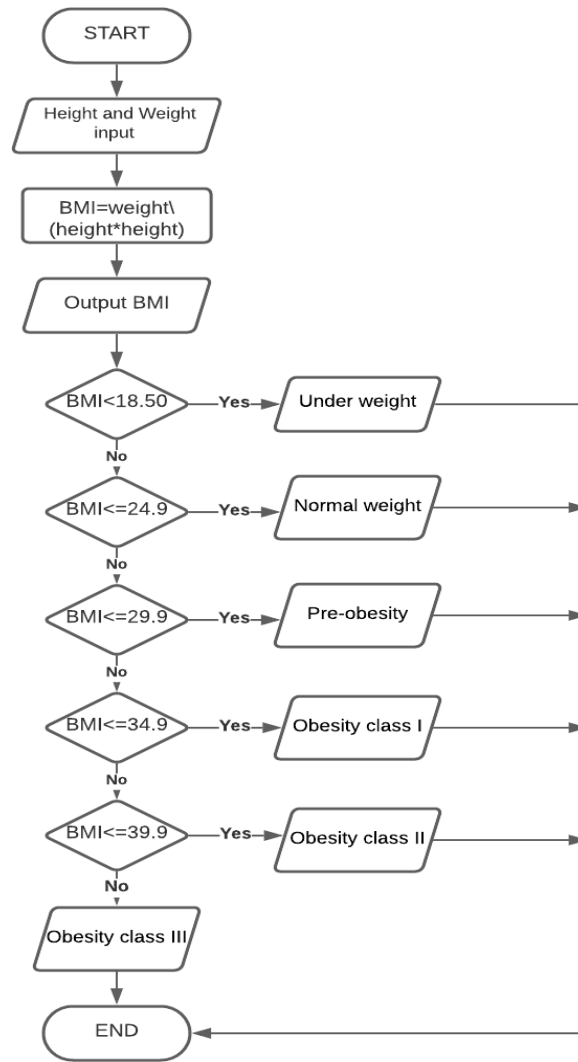 START
Height and Weight
input
BMI=weight\
(height*height)
Output BMI
BMI<18.50
Yes
Under weight
No
BMI<=24.9
Yes
Normal weight
No
BMI<=29.9
Yes
Pre-obesity
No
BMI<=34.9
Yes
Obesity class I
No
BMI<=39.9
Yes
Obesity class II
No
Obesity class III
END